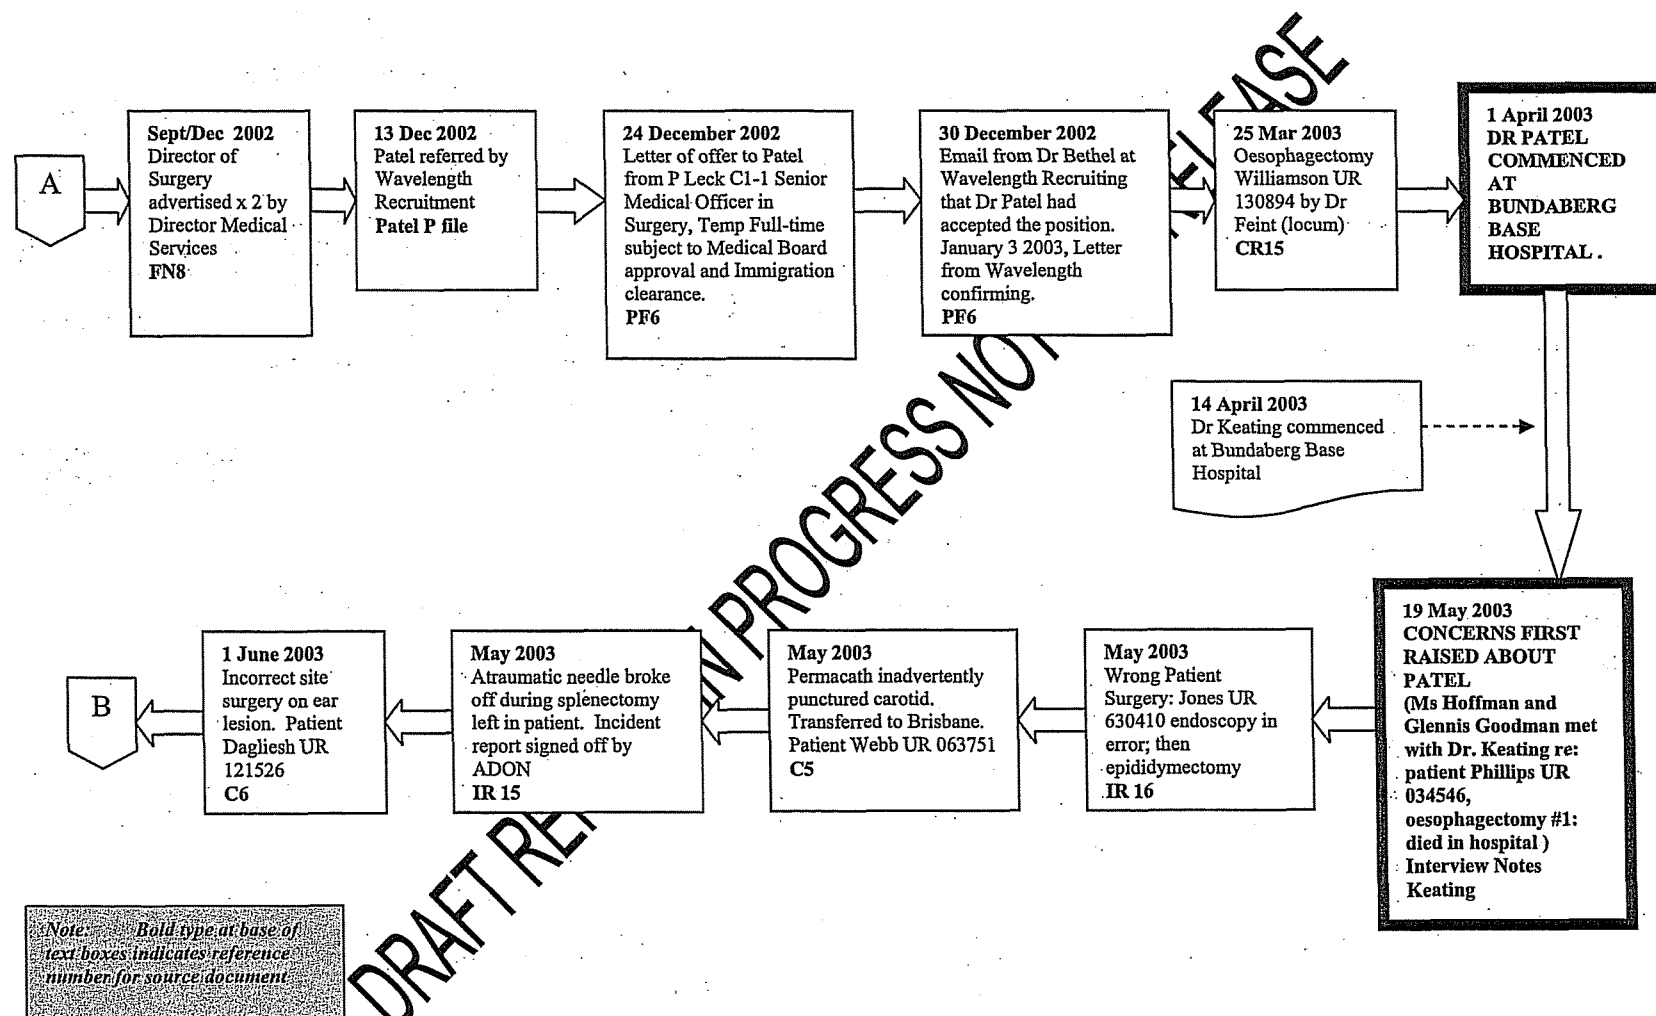 A
Sept/Dec 2002
Director of
Surgery
advertised x 2 by
Director Medical
Services
FN8
13 Dec 2002
Patel referred by
Wavelength
Recruitment
Patel P file
24 December 2002
Letter of offer to Patel
from P Leck C1-1 Senior
Medical Officer in
Surgery, Temp Full-time
subject to Medical Board
approval and Immigration
clearance.
PF6
30 December 2002
Email from Dr Bethel at
Wavelength Recruiting
that Dr Patel had
accepted the position.
January 3 2003, Letter
from Wavelength
confirming.
PF6
25 Mar 2003
Oesophagectomy
Williamson UR
130894 by Dr
Feint (locum)
CR15
1 April 2003
DR PATEL
COMMENCED
AT
BUNDABERG
BASE
HOSPITAL .
14 April 2003
Dr Keating commenced
at Bundaberg Base
Hospital
19 May 2003
CONCERNS FIRST
RAISED ABOUT
PATEL
(Ms Hoffman and
Glennis Goodman met
with Dr. Keating re:
patient Phillips UR
034546,
oesophagectomy #1:
died in hospital )
Interview Notes
Keating
May 2003
Wrong Patient
Surgery: Jones UR
630410 endoscopy in
error; then
epididymectomy
IR 16
May 2003
Permacath inadvertently
punctured carotid.
Transferred to Brisbane.
Patient Webb UR 063751
C5
May 2003
Atraumatic needle broke
off during splenectomy
left in patient. Incident
report signed off by
ADON
IR 15
1 June 2003
Incorrect site
surgery on ear
lesion. Patient
Dagliesh UR
121526
C6
B
Note: Bold type at base of
text boxes indicates reference
number for source document
DRAFT IN PROGRESS NOT